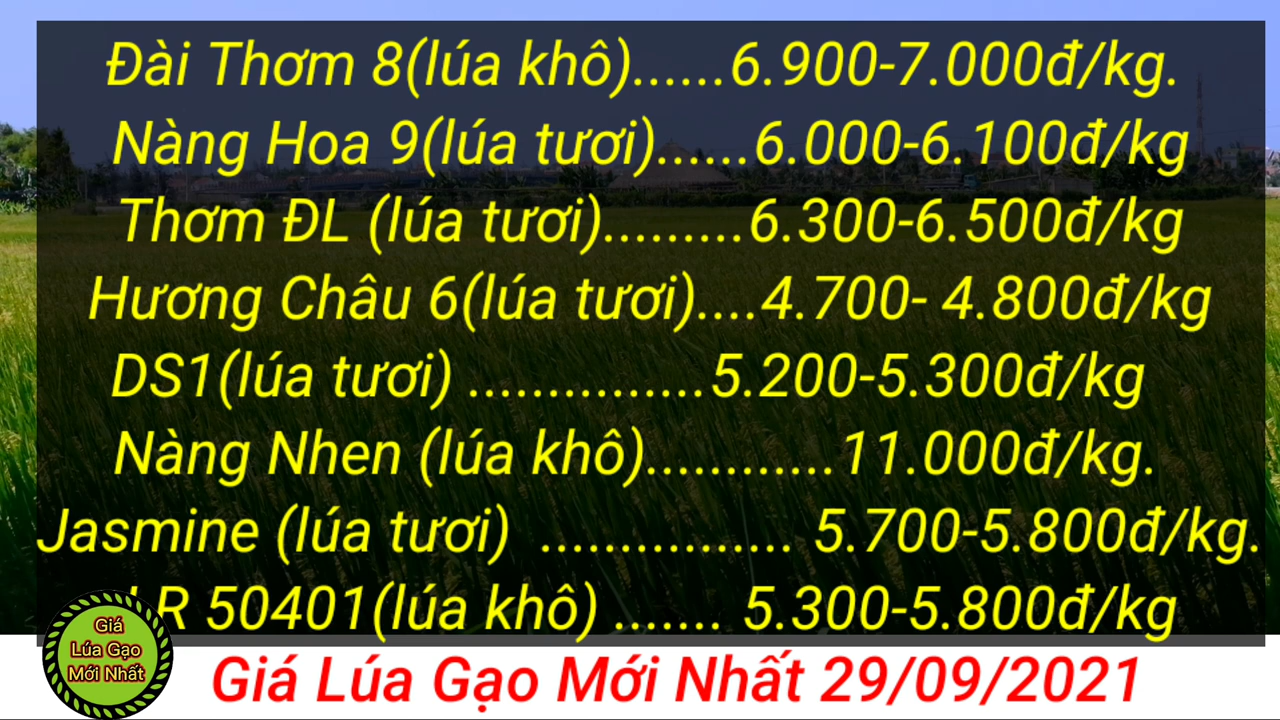 Đài Thơm 8(lúa khô)......6.900-7.000đ/kg.
Nàng Hoa 9(lúa tươi)......6.000-6.100đ/kg
Thơm ĐL (lúa tươi).........6.300-6.500đ/kg
Hương Châu 6(lúa tươi)....4.700- 4.800đ/kg
DS1(lúa tươi) ...............5.200-5.300đ/kg
Nàng Nhen (lúa khô)............11.000đ/kg.
Jasmine (lúa tươi) ................ 5.700-5.800đ/kg.
50401(lúa khô) ....... 5.300-5.800đ/kg
Giá
Lúa Gạo
Mới Nhất
Giá Lúa Gạo Mới Nhất 29/09/2021